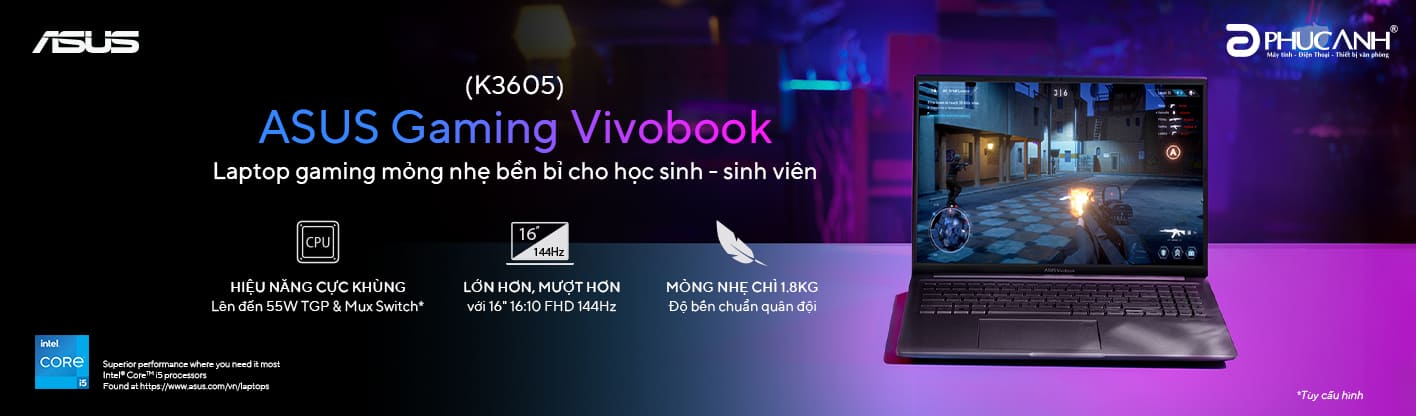 ASUS
PHUCANH®
Máy tính - Điện Thoại - Thiết bị văn phòng
(K3605)
ASUS Gaming Vivobook
Laptop gaming mỏng nhẹ bền bỉ cho học sinh - sinh viên
CPU
16"
144Hz
HIỆU NĂNG CỰC KHỦNG
Lên đến 55W TGP & Mux Switch*
LỚN HƠN, MƯỢT HƠN
với 16" 16:10 FHD 144Hz
MỎNG NHẸ CHỈ 1.8KG
Độ bền chuẩn quân đội
3|6
A
ASUS Vivobook
intel
CORE
i5
Superior performance where you need it most
Intel® Core™ i5 processors
Found at https://www.asus.com/vn/laptops
*Tùy cấu hình